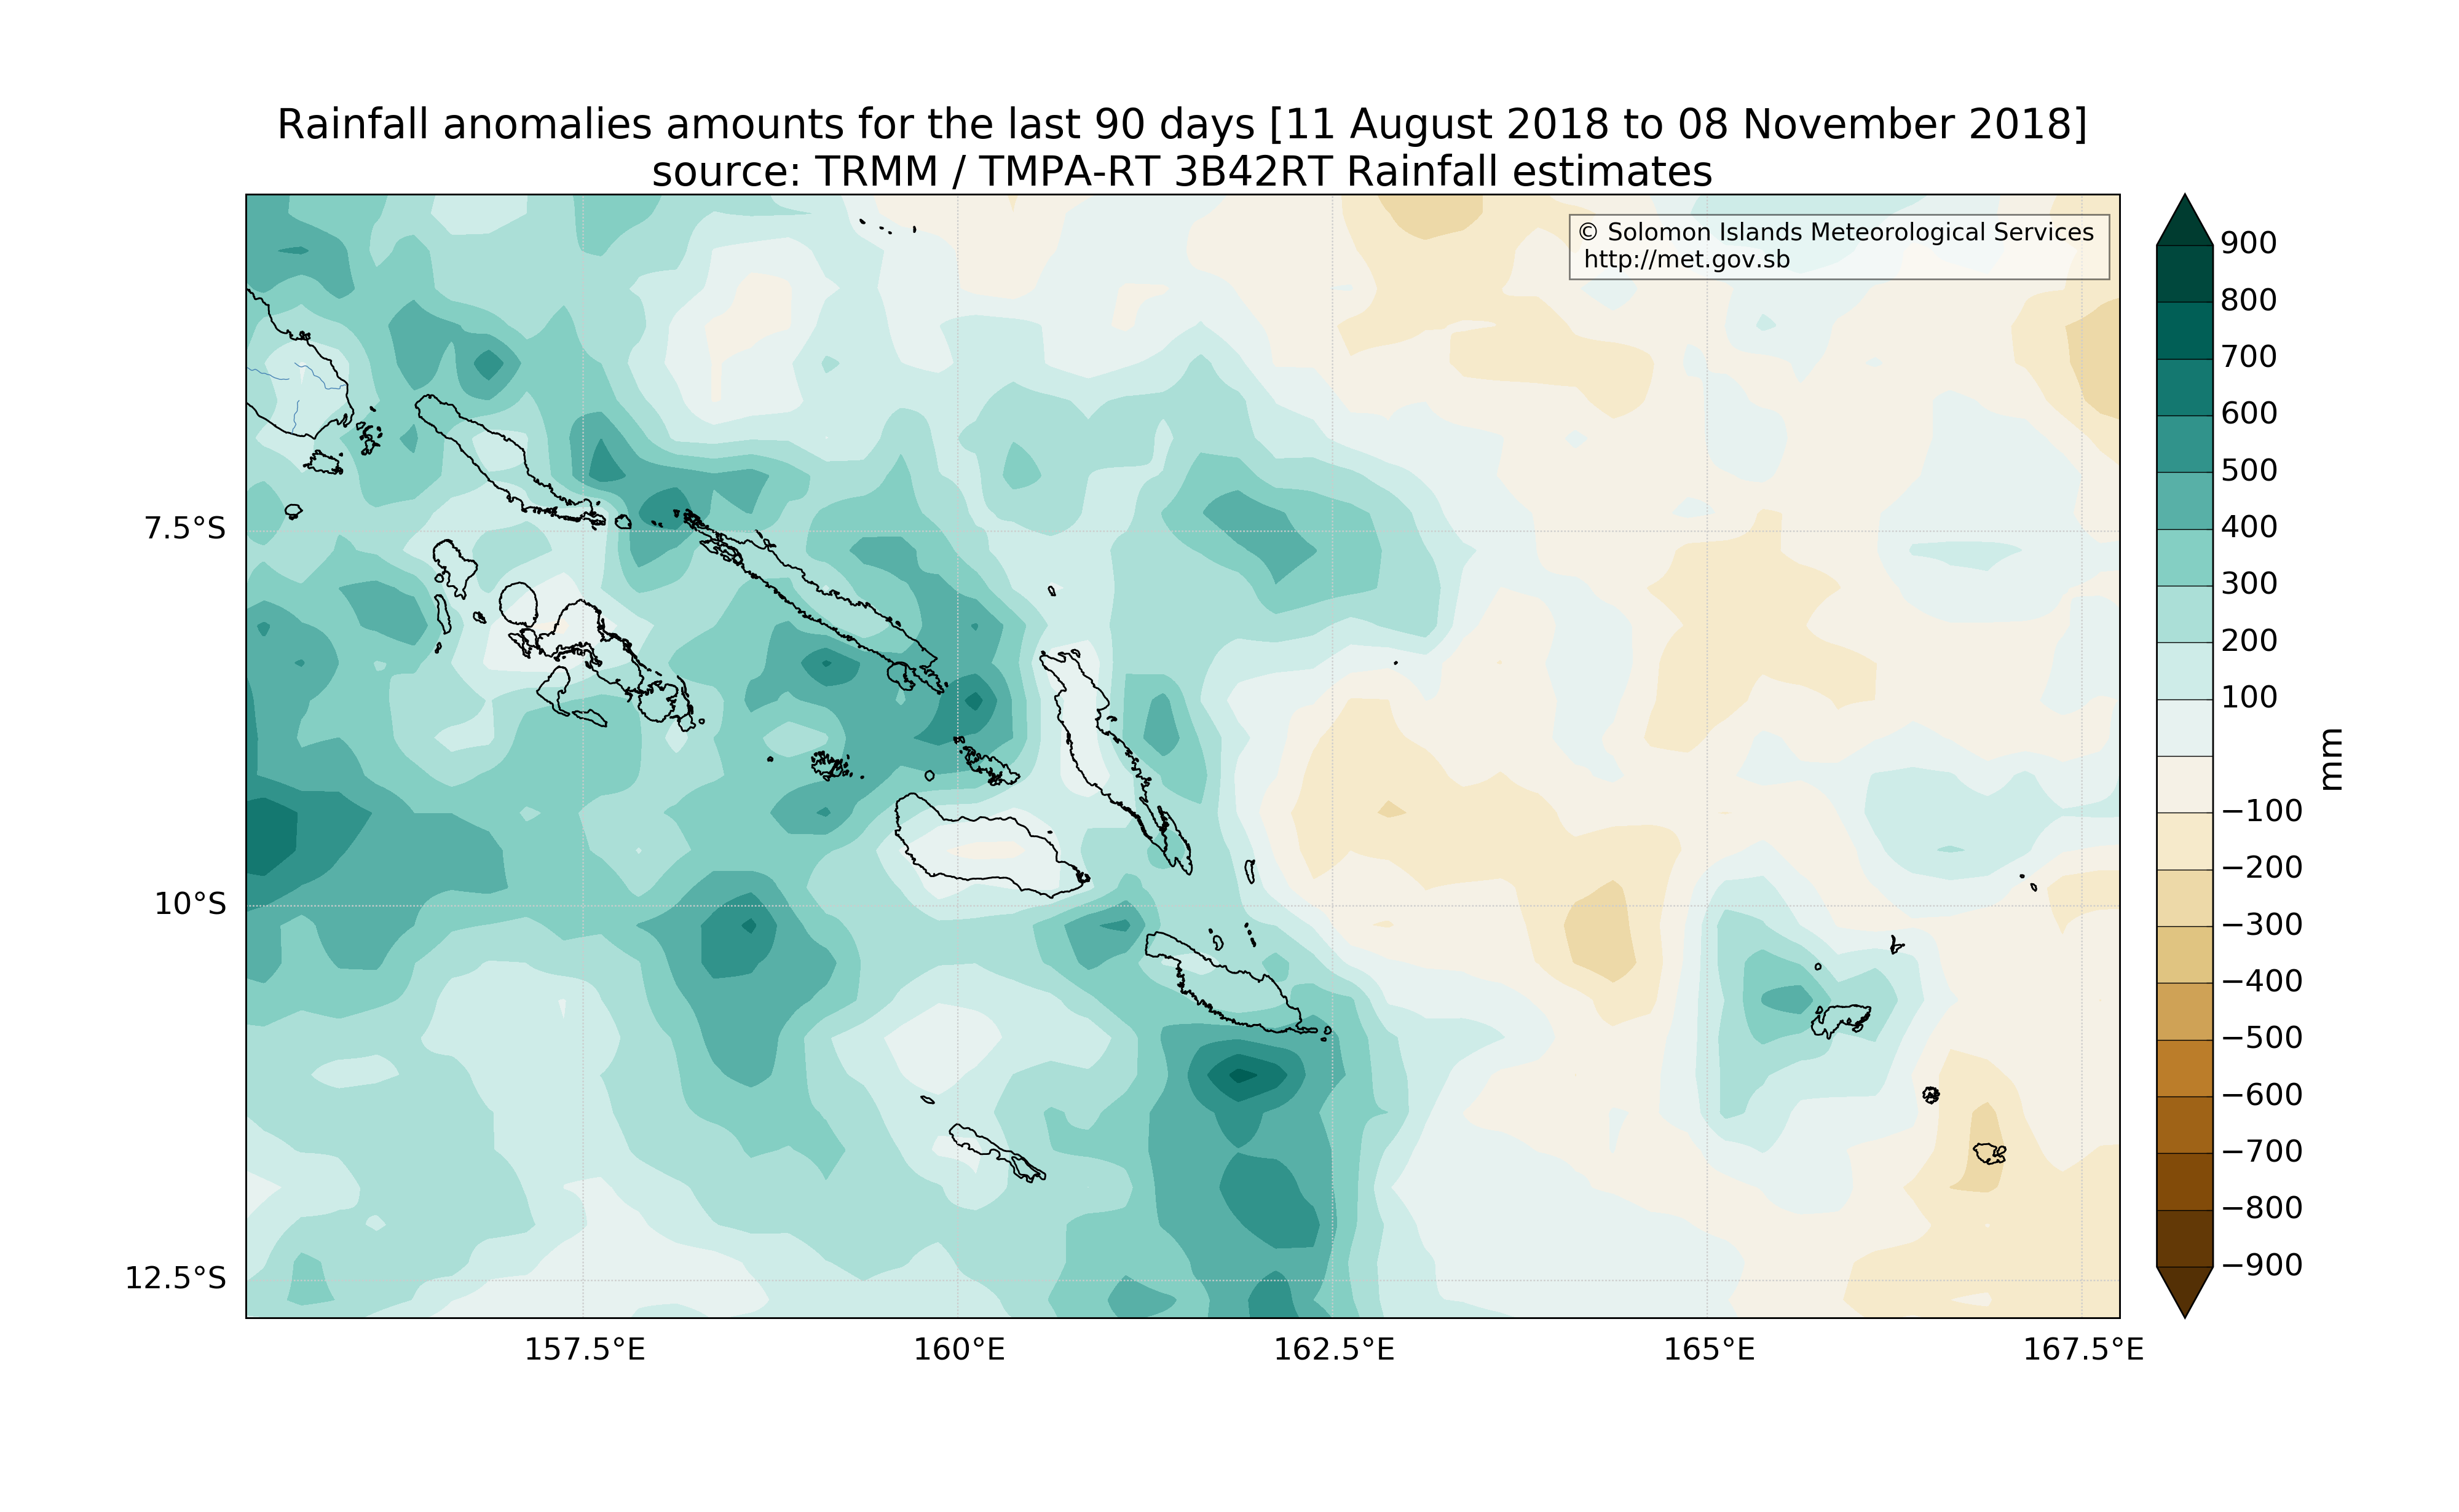 Rainfall anomalies amounts for the last 90 days [11 August 2018 to 08 November 2018]
source: TRMM / TMPA-RT 3B42RT Rainfall estimates
© Solomon Islands Meteorological Services
http://met.gov.sb
7.5°S
10°S
12.5°S
157.5°E
160°E
162.5°E
165°E
167.5°E
900
800
700
600
500
400
300
200
100
−100
−200
−300
−400
−500
−600
−700
−800
−900
mm